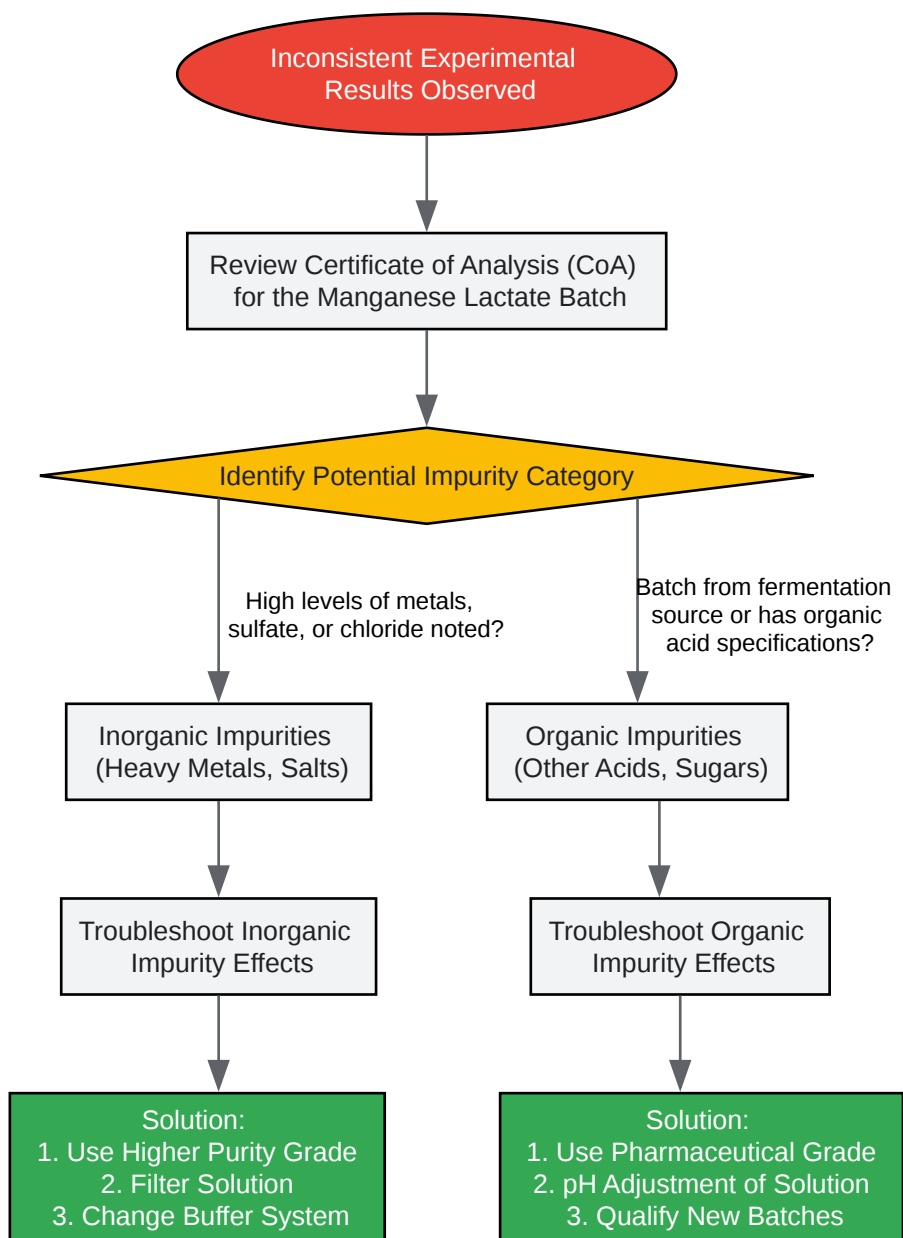 Inconsistent Experimental
Results Observed
Review Certificate of Analysis (CoA)
for the Manganese Lactate Batch
Identify Potential Impurity Category
High levels of metals,
sulfate, or chloride noted?
Batch from fermentation
source or has organic
acid specifications?
Inorganic Impurities
(Heavy Metals, Salts)
Organic Impurities
(Other Acids, Sugars)
Troubleshoot Inorganic
Impurity Effects
Troubleshoot Organic
Impurity Effects
Solution:
1. Use Higher Purity Grade
2. Filter Solution
3. Change Buffer System
Solution:
1. Use Pharmaceutical Grade
2. pH Adjustment of Solution
3. Qualify New Batches